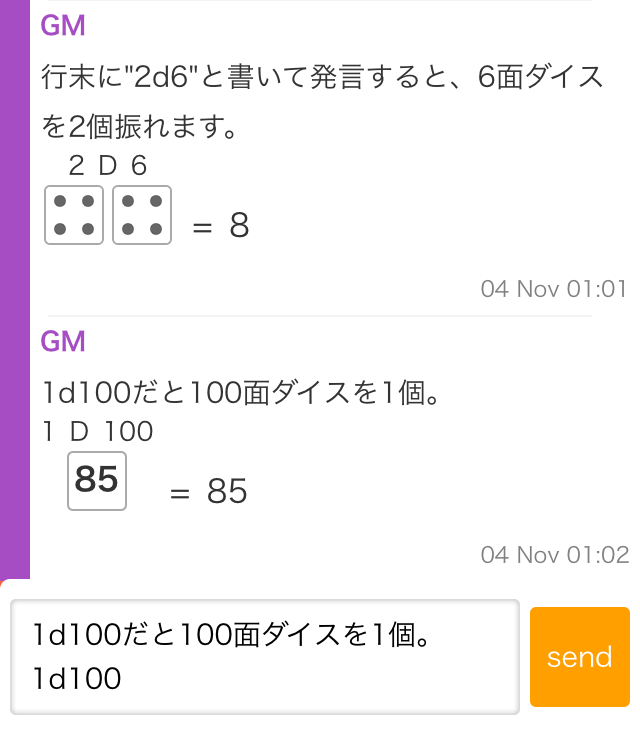 GM
行末に"2d6"と書いて発言すると、6面ダイス
を2個振れます。
2 D 6
= 8
04 Nov 01:01
GM
1d100だと100面ダイスを1個。
1 D 100
85 = 85
04 Nov 01:02
1d100だと100面ダイスを1個。
1d100
send